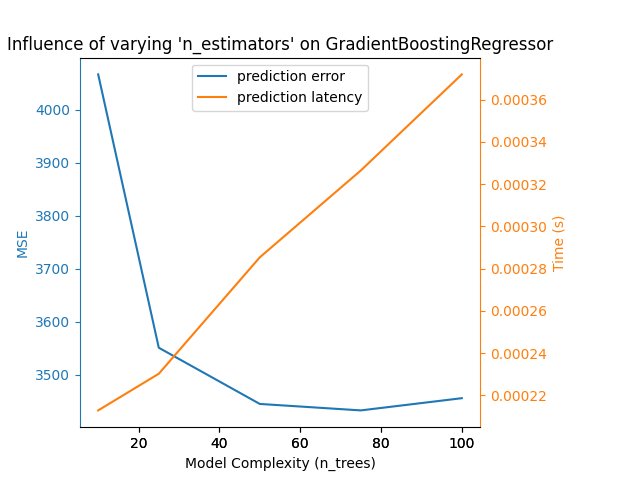 Influence of varying 'n_estimators' on GradientBoostingRegressor
prediction error
prediction latency
MSE
4000
3900
3800
3700
3600
3500
0.00036
0.00034
0.00032
0.00030
0.00028
0.00026
0.00024
0.00022
Time (s)
20 40 60 80 100
Model Complexity (n_trees)